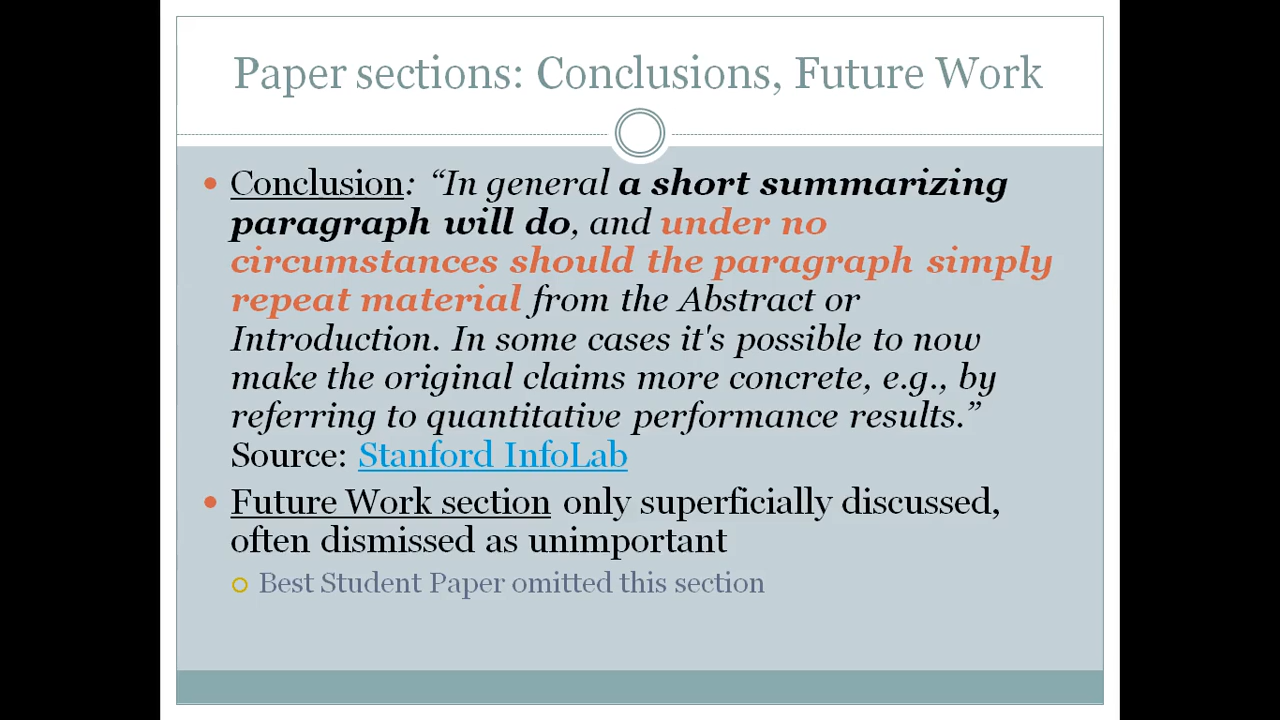 Paper sections: Conclusions, Future Work
Conclusion: “In general a short summarizing
paragraph will do, and under no
circumstances should the paragraph simply
repeat material from the Abstract or
Introduction. In some cases it's possible to now
make the original claims more concrete, e.g., by
referring to quantitative performance results.”
Source: Stanford InfoLab
Future Work section only superficially discussed,
often dismissed as unimportant
Best Student Paper omitted this section